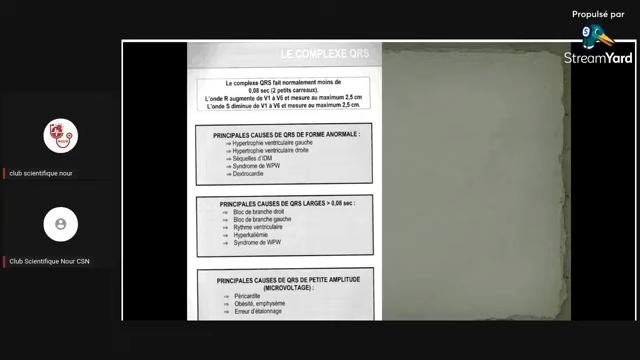 Propulsé par
StreamYard
LE COMPLEXE QRS
Le complexe QRS fait normalement moins de
0,08 sec (2 petits carreaux).
L'onde R augmente de V1 à V6 et mesure au maximum 2,5 cm
L'onde S diminue de V1 à V6 et mesure au maximum 2,5 cm.
PRINCIPALES CAUSES DE QRS DE FORME ANORMALE :
⇒ Hypertrophie ventriculaire gauche
⇒ Hypertrophie ventriculaire droite
⇒ Séquelles d'IDM
⇒ Syndrome de WPW
⇒ Dextrocardie
PRINCIPALES CAUSES DE QRS LARGES > 0,08 sec :
⇒ Bloc de branche droit
⇒ Bloc de branche gauche
⇒ Rythme ventriculaire
⇒ Hyperkaliémie
⇒ Syndrome de WPW
PRINCIPALES CAUSES DE QRS DE PETITE AMPLITUDE
(MICROVOLTAGE) :
⇒ Péricardite
⇒ Obésité, emphysème
⇒ Erreur d'étalonnage
NOUR
club scientifique nour
Club Scientifique Nour CSN